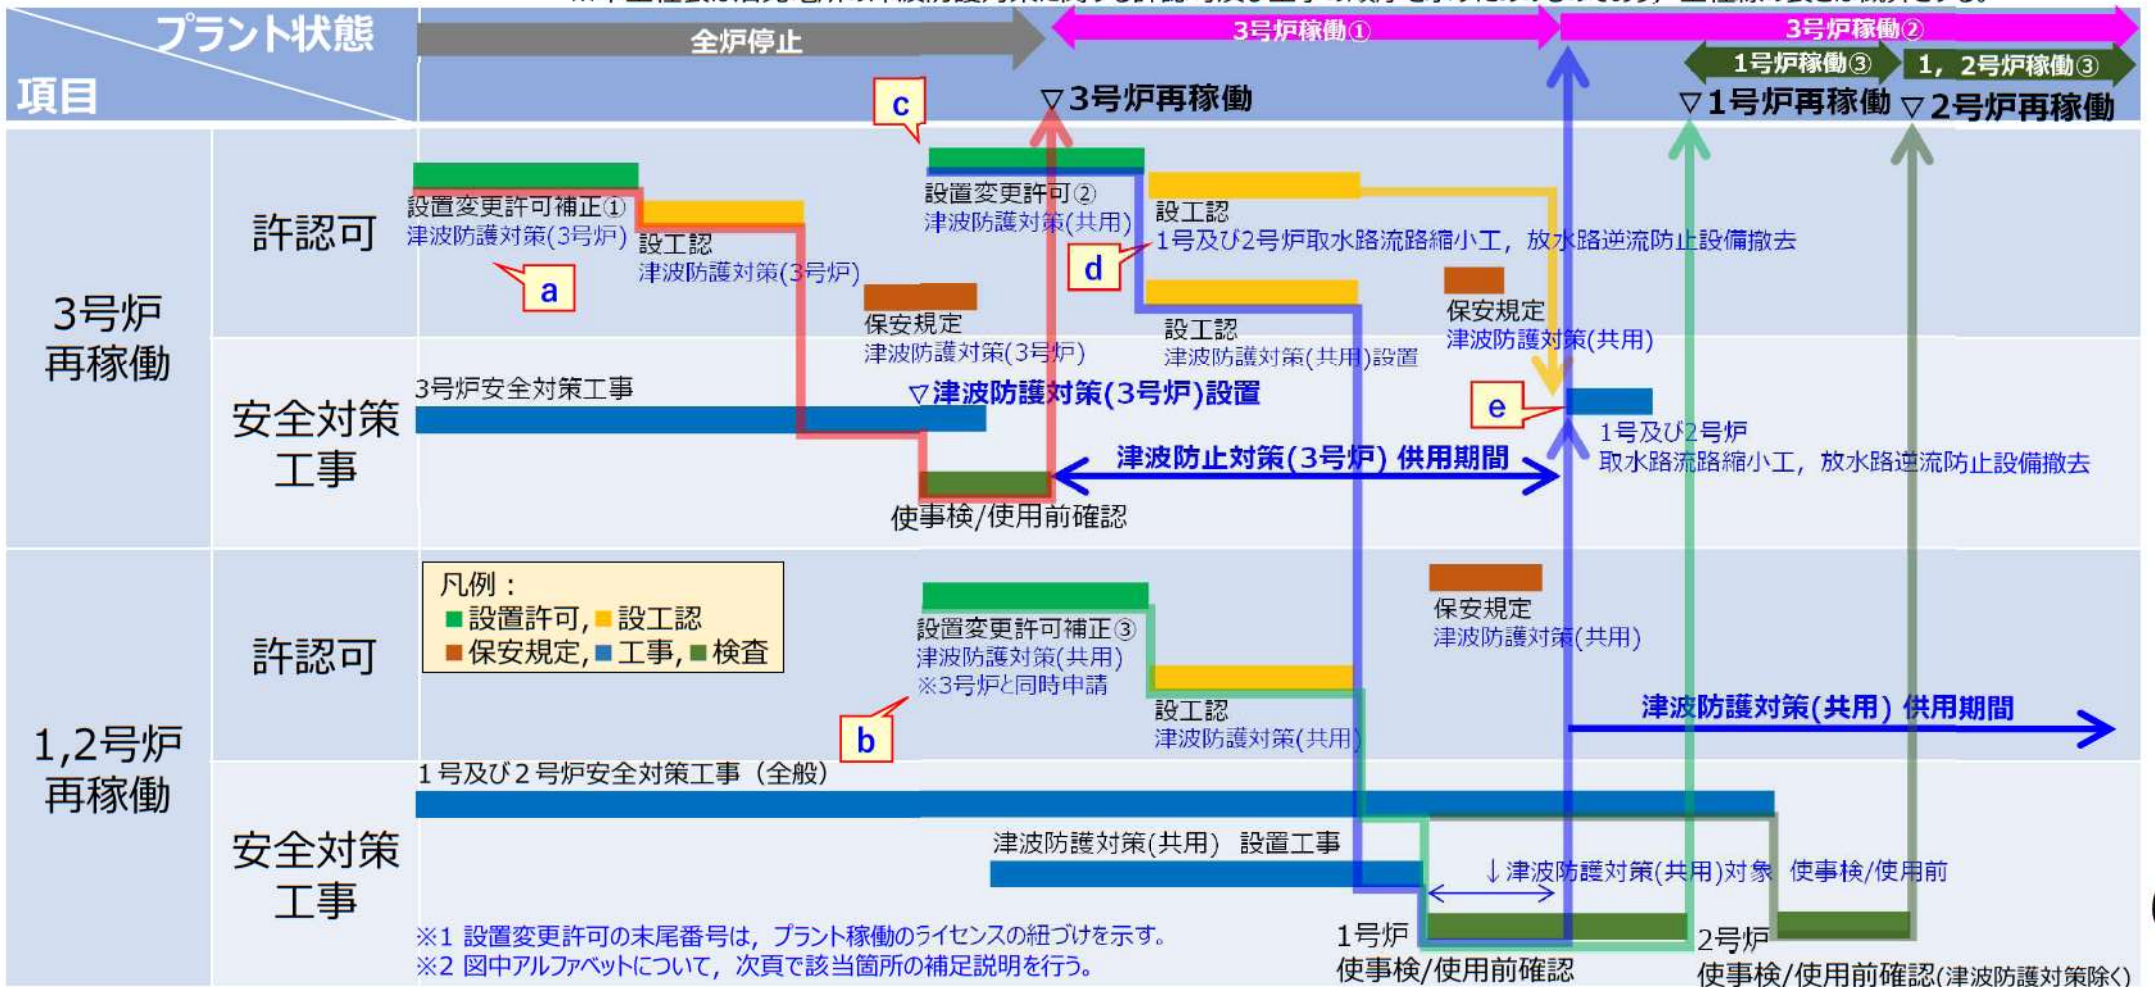 プラント状態
項目
全炉停止
3号炉稼働①
3号炉稼働②
1号炉稼働③
1，2号炉稼働③
▽3号炉再稼働
▽1号炉再稼働
▽2号炉再稼働
3号炉
再稼働
許認可
設置変更許可補正①
津波防護対策(3号炉)
a
設工認
津波防護対策(3号炉)
保安規定
津波防護対策(3号炉)
c
設置変更許可②
津波防護対策(共用)
設工認
1号及び2号炉取水路流路縮小工，放水路逆流防止設備撤去
d
設工認
津波防護対策(共用)設置
保安規定
津波防護対策(共用)
安全対策
工事
3号炉安全対策工事
▽津波防護対策(3号炉)設置
使事検/使用前確認
津波防止対策(3号炉) 供用期間
e
1号及び2号炉
取水路流路縮小工，放水路逆流防止設備撤去
1,2号炉
再稼働
許認可
凡例：
■設置許可,■設工認
■保安規定,■工事,■検査
設置変更許可補正③
津波防護対策(共用)
※3号炉と同時申請
b
設工認
津波防護対策(共用)
保安規定
津波防護対策(共用)
津波防護対策(共用) 供用期間
安全対策
工事
1号及び2号炉安全対策工事（全般）
津波防護対策(共用) 設置工事
↓津波防護対策(共用)対象 使事検/使用前
1号炉
使事検/使用前確認
2号炉
使事検/使用前確認(津波防護対策除く)
※1 設置変更許可の末尾番号は，プラント稼働のライセンスの紐づけを示す。
※2 図中アルファベットについて，次頁で該当箇所の補足説明を行う。